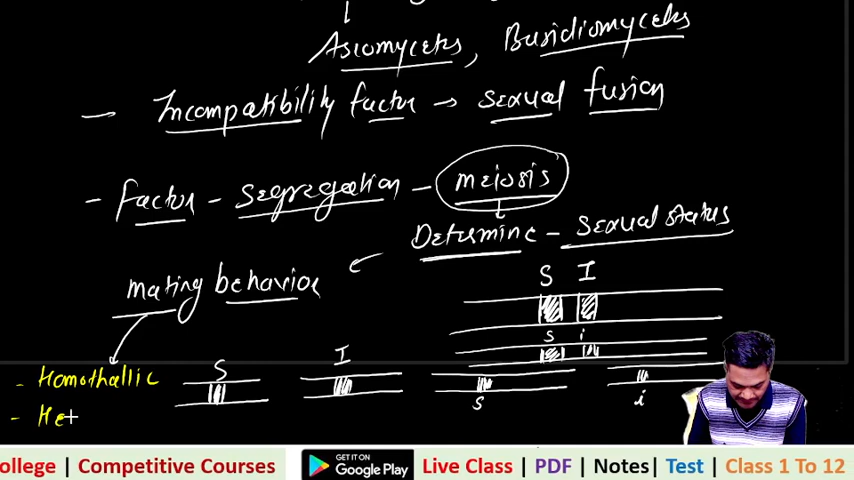 Ascomycetes, Basidiomycetes
- Incompatibility factor → sexual fusion
- Factor - Segregation - meiosis
Determine - Sexual status
mating behavior
S I
s i
- Homothallic
S
I
s
i
- He
ollege | Competitive Courses
GET IT ON
Google Play
Live Class | PDF | Notes| Test | Class 1 To 12